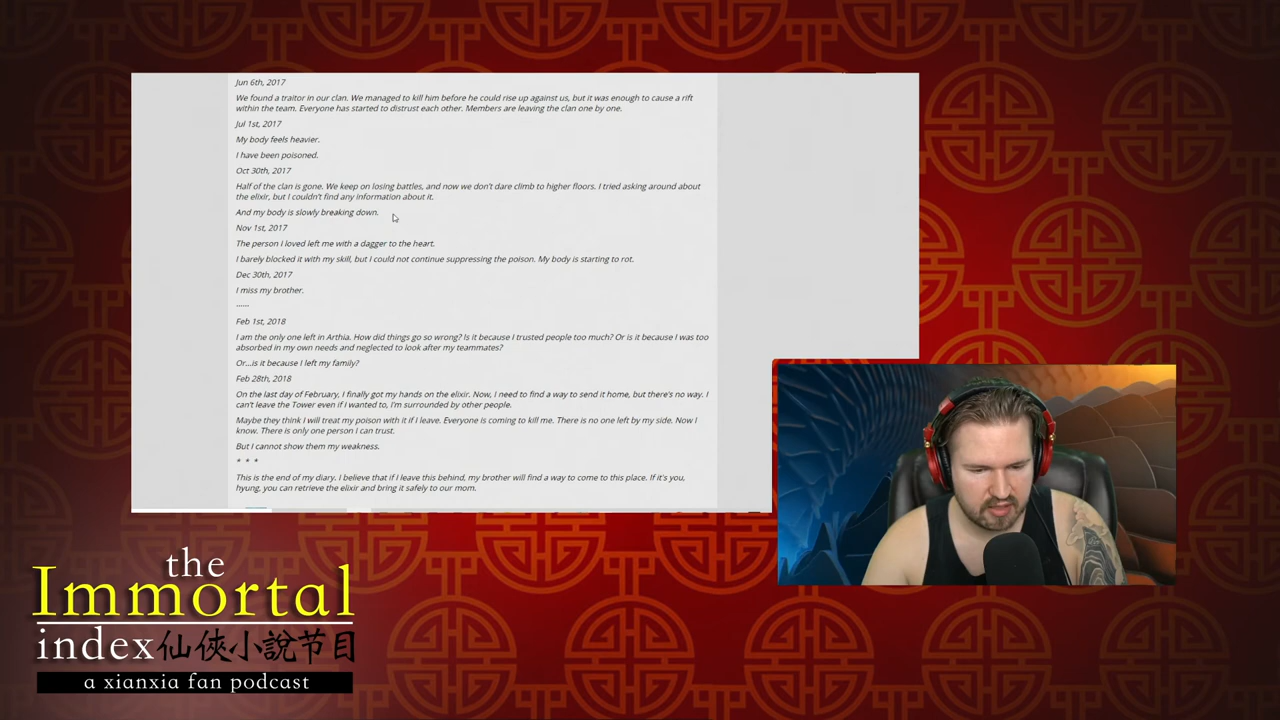 Jun 6th, 2017
We found a traitor in our clan. We managed to kill him before he could rise up against us, but it was enough to cause a rift
within the team. Everyone has started to distrust each other. Members are leaving the clan one by one.
Jul 1st, 2017
My body feels heavier.
I have been poisoned.
Oct 30th, 2017
Half of the clan is gone. We keep on losing battles, and now we don't dare climb to higher floors. I tried asking around about
the elixir, but I couldn't find any information about it.
And my body is slowly breaking down.
Nov 1st, 2017
The person I loved left me with a dagger to the heart.
I barely blocked it with my skill, but I could not continue suppressing the poison. My body is starting to rot.
Dec 30th, 2017
I miss my brother.
......
Feb 1st, 2018
I am the only one left in Arthia. How did things go so wrong? Is it because I trusted people too much? Or is it because I was too
absorbed in my own needs and neglected to look after my teammates?
Or...is it because I left my family?
Feb 28th, 2018
On the last day of February, I finally got my hands on the elixir. Now, I need to find a way to send it home, but there's no way. I
can't leave the Tower even if I wanted to, I'm surrounded by other people.
Maybe they think I will treat my poison with it if I leave. Everyone is coming to kill me. There is no one left by my side. Now I
know. There is only one person I can trust.
But I cannot show them my weakness.
* * *
This is the end of my diary. I believe that if I leave this behind, my brother will find a way to come to this place. If it's you,
hyung, you can retrieve the elixir and bring it safely to our mom.
the
Immortal
index仙俠小說节目
a xianxia fan podcast